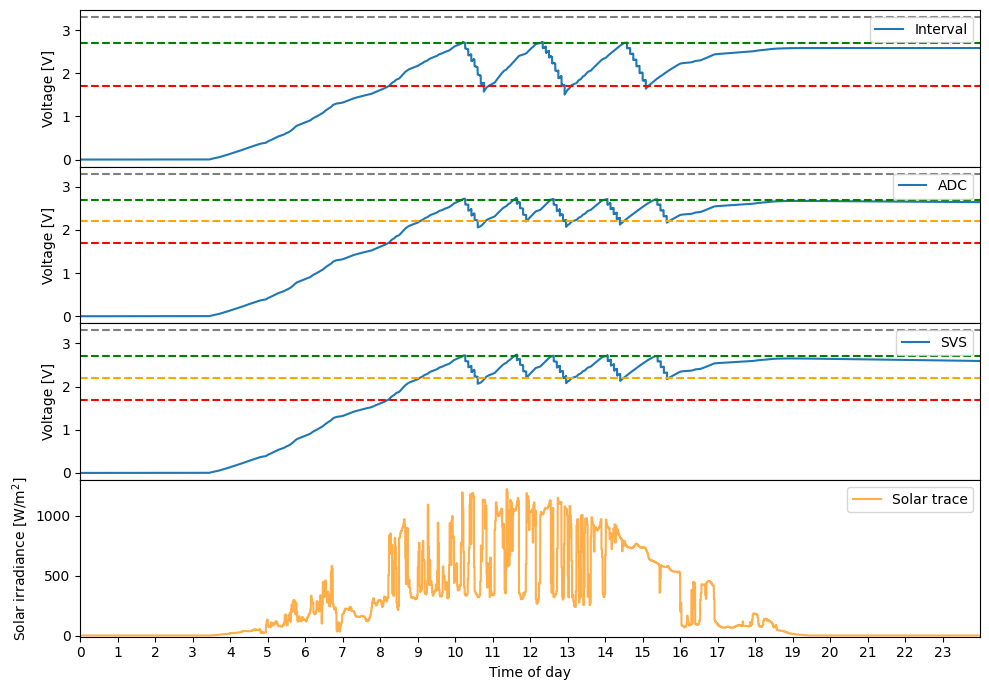 3
2
1
0
Voltage [V]
Interval
3
2
1
0
Voltage [V]
ADC
3
2
1
0
Voltage [V]
SVS
1000
500
0
Solar irradiance [W/m²]
Solar trace
0 1 2 3 4 5 6 7 8 9 10 11 12 13 14 15 16 17 18 19 20 21 22 23
Time of day